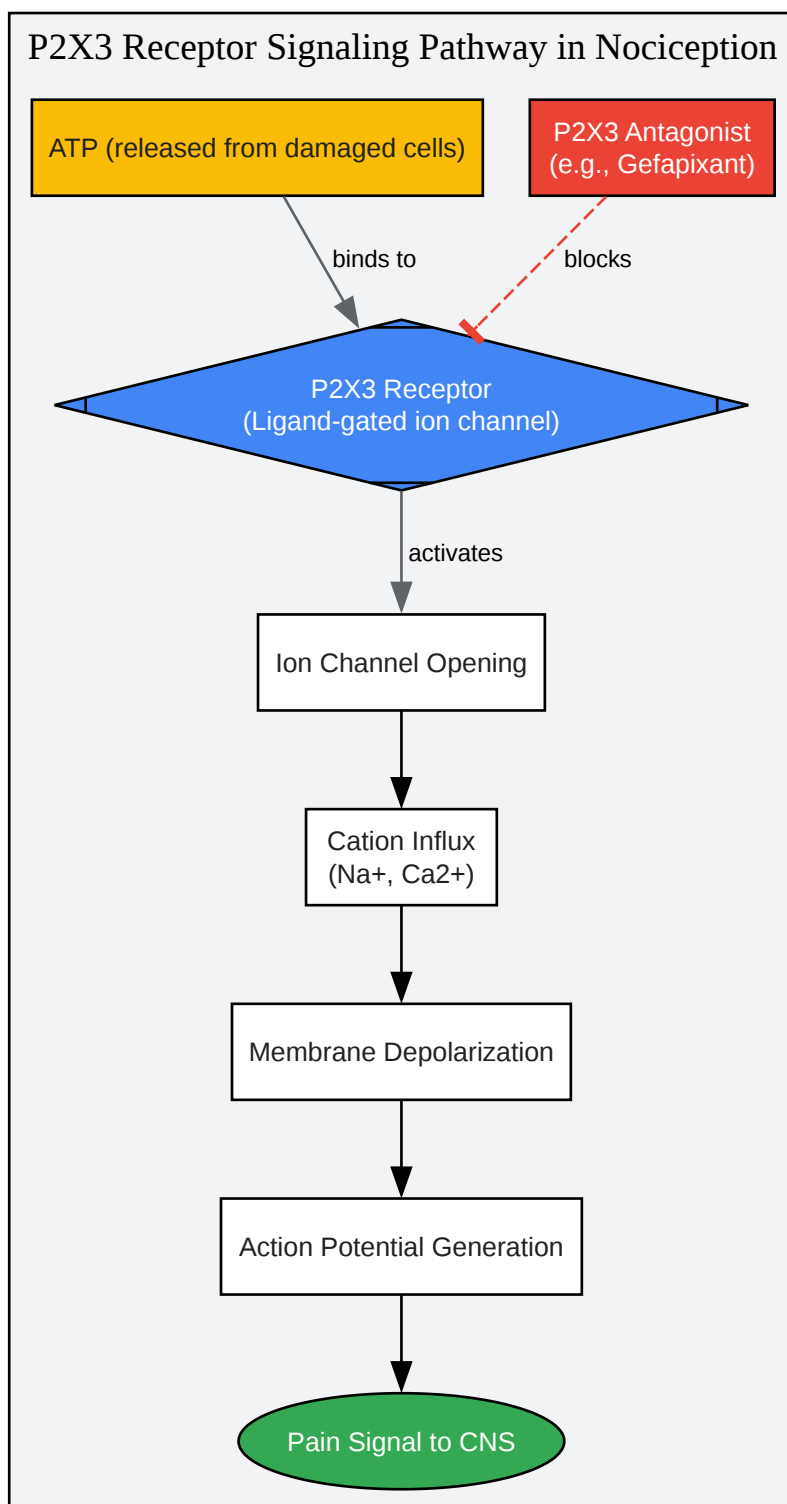 P2X3 Receptor Signaling Pathway in Nociception
ATP (released from damaged cells)
P2X3 Antagonist
(e.g., Gefapixant)
binds to
blocks
P2X3 Receptor
(Ligand-gated ion channel)
activates
Ion Channel Opening
Cation Influx
(Na+, Ca2+)
Membrane Depolarization
Action Potential Generation
Pain Signal to CNS